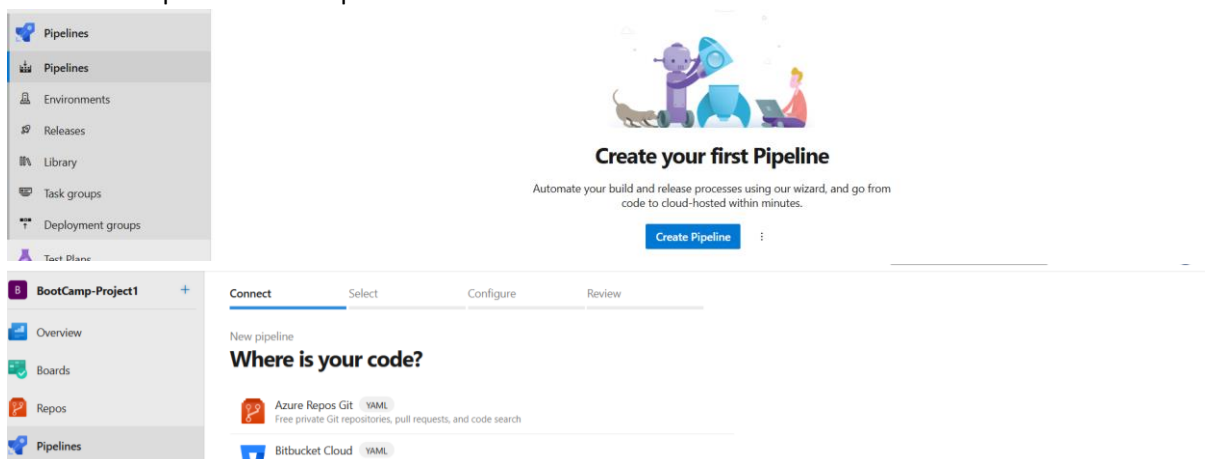 Pipelines
Pipelines
Environments
Releases
Library
Task groups
Deployment groups
Create your first Pipeline
Automate your build and release processes using our wizard, and go from
code to cloud-hosted within minutes.
Create Pipeline
Test Plans
B BootCamp-Project1 +
Overview
Boards
Repos
Pipelines
Connect Select Configure Review
New pipeline
Where is your code?
Azure Repos Git YAML
Free private Git repositories, pull requests, and code search
Bitbucket Cloud YAML